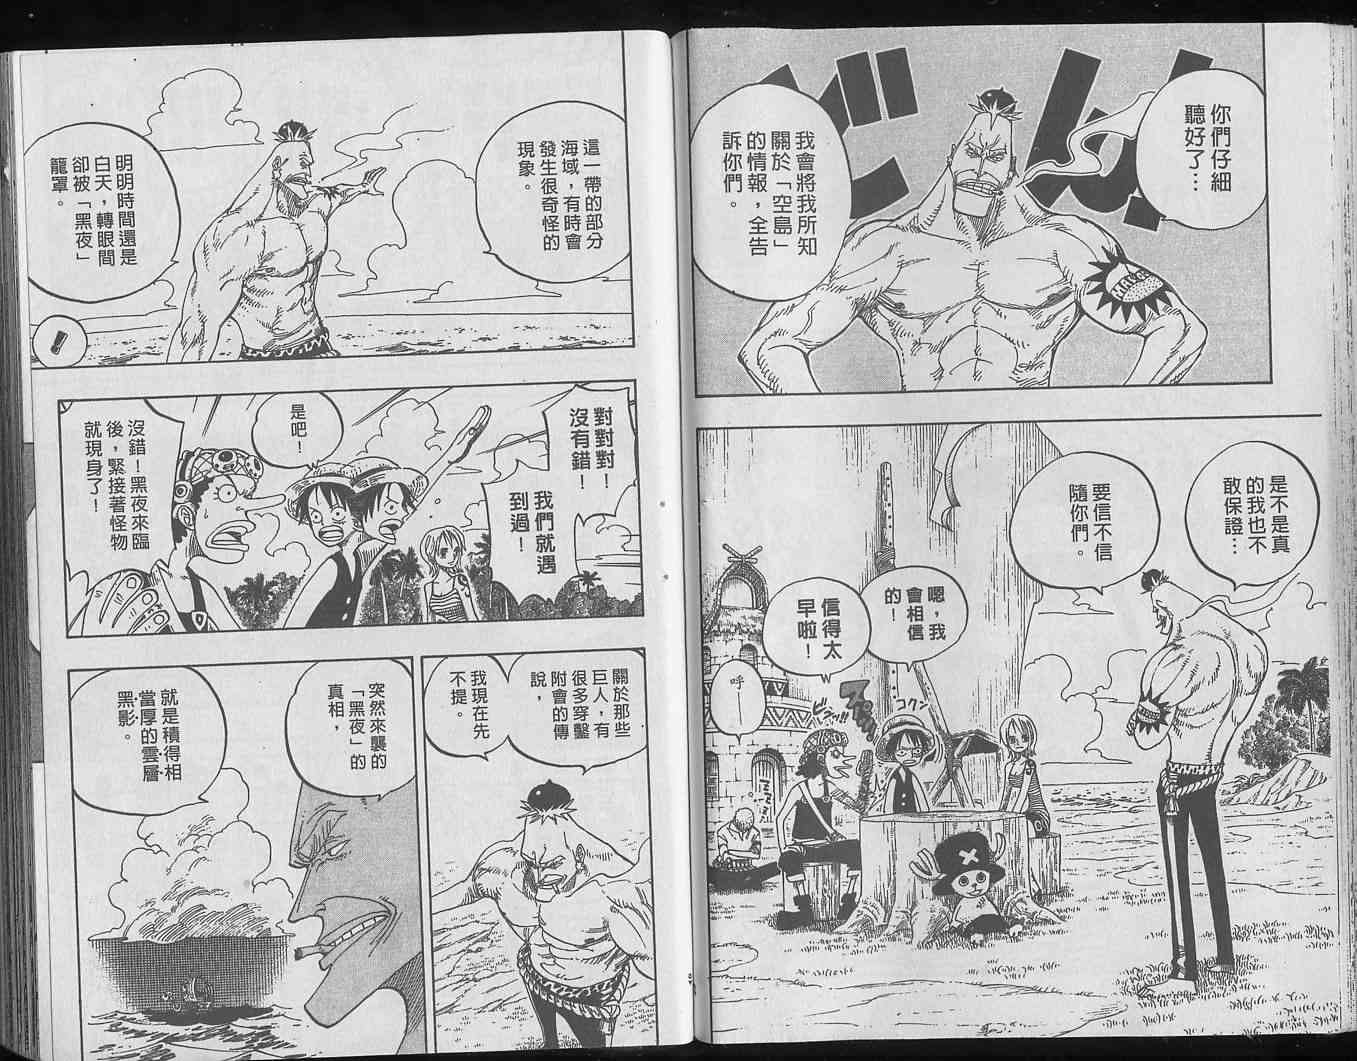 你們仔細
聽好了…
我會將我所知
關於「空島」
的情報，全告
訴你們。
ドん
是不是真
的我也不
敢保證…
要信不信
隨你們。
嗯，我
會相信
的！
コクン
信得太
早啦！
呼—
這一帶的部分
海域，有時會
發生很奇怪的
現象。
明明時間還是
白天，轉眼間
卻被「黑夜」
籠罩。
！
對對對！
沒有錯！
我們就遇
到過！
是吧！
沒錯！黑夜來臨
後，緊接著怪物
就現身了！
關於那些
巨人，有
很多穿鑿
附會的傳
說，
我現在先
不提。
突然來襲的
「黑夜」的
真相，
就是積得相
當厚的雲層
黑影。